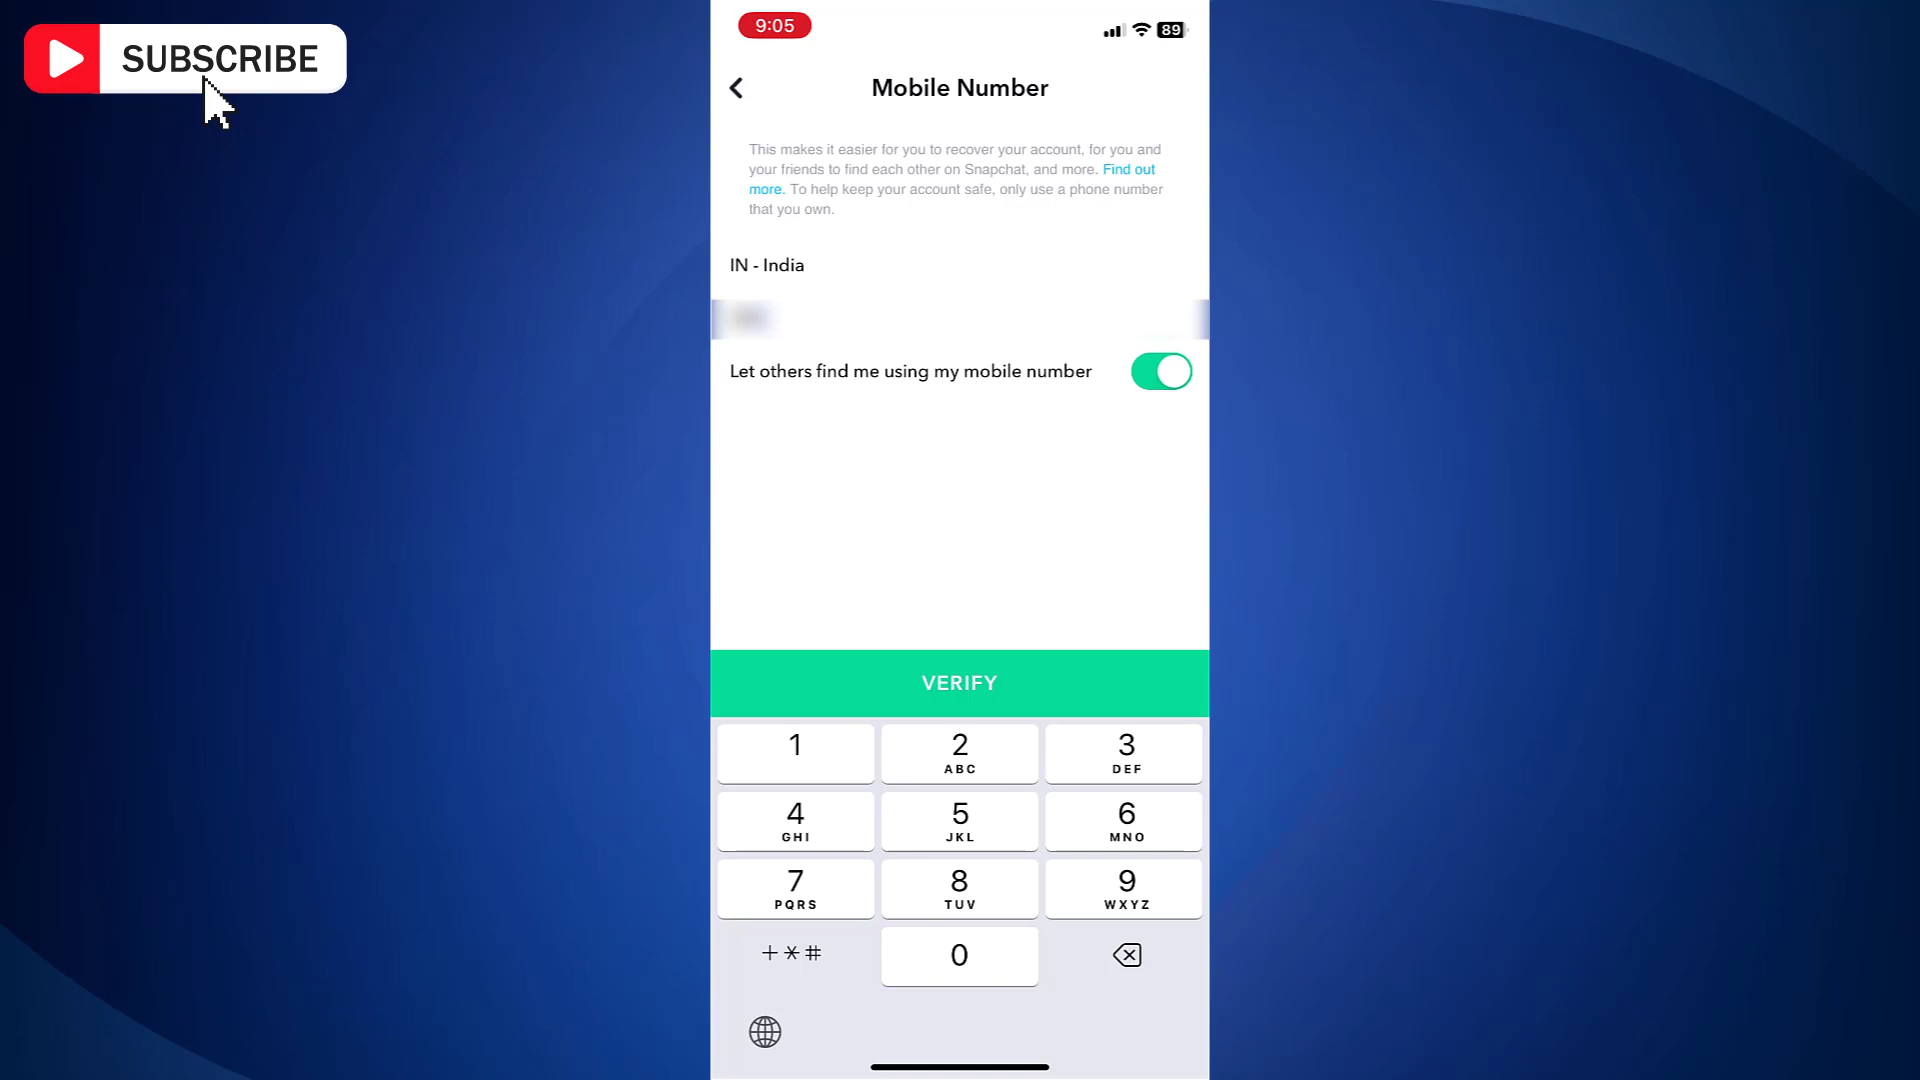 SUBSCRIBE
9:05
89
Mobile Number
This makes it easier for you to recover your account, for you and
your friends to find each other on Snapchat, and more. Find out
more. To help keep your account safe, only use a phone number
that you own.
IN - India
Let others find me using my mobile number
VERIFY
1 2 3
ABC DEF
4 5 6
GHI JKL MNO
7 8 9
PQRS TUV WXYZ
+*# 0